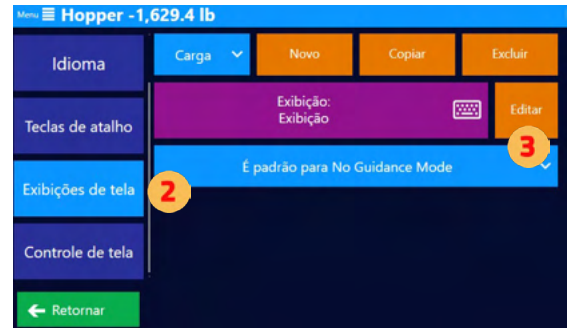 Menu Hopper -1,629.4 lb
Idioma
Carga
Novo
Copiar
Excluir
Teclas de atalho
Exibição:
Exibição
Editar
3
É padrão para No Guidance Mode
Exibições de tela
2
Controle de tela
Retornar